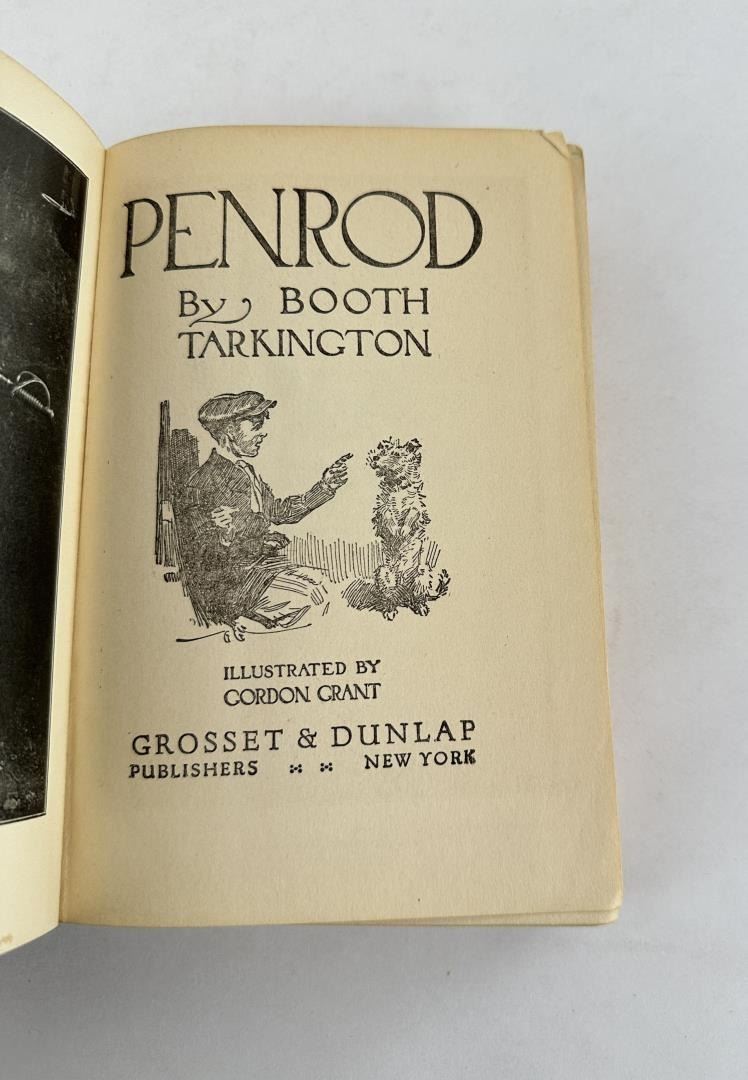 PENROD
By BOOTH
TARKINGTON
ILLUSTRATED BY
GORDON GRANT
GROSSET & DUNLAP
PUBLISHERS NEW YORK